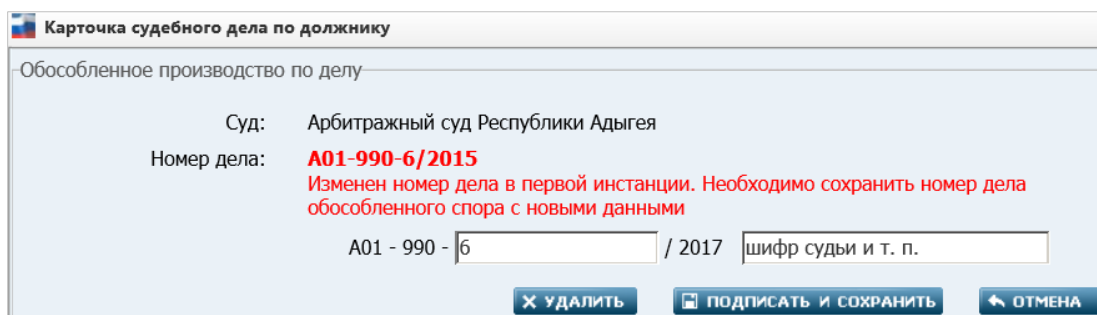 Карточка судебного дела по должнику
Обособленное производство по делу
Суд: Арбитражный суд Республики Адыгея
Номер дела: А01-990-6/2015
Изменен номер дела в первой инстанции. Необходимо сохранить номер дела
обособленного спора с новыми данными
А01 - 990 - 6 / 2017 шифр судьи и т. п.
УДАЛИТЬ ПОДПИСАТЬ И СОХРАНИТЬ ОТМЕНА